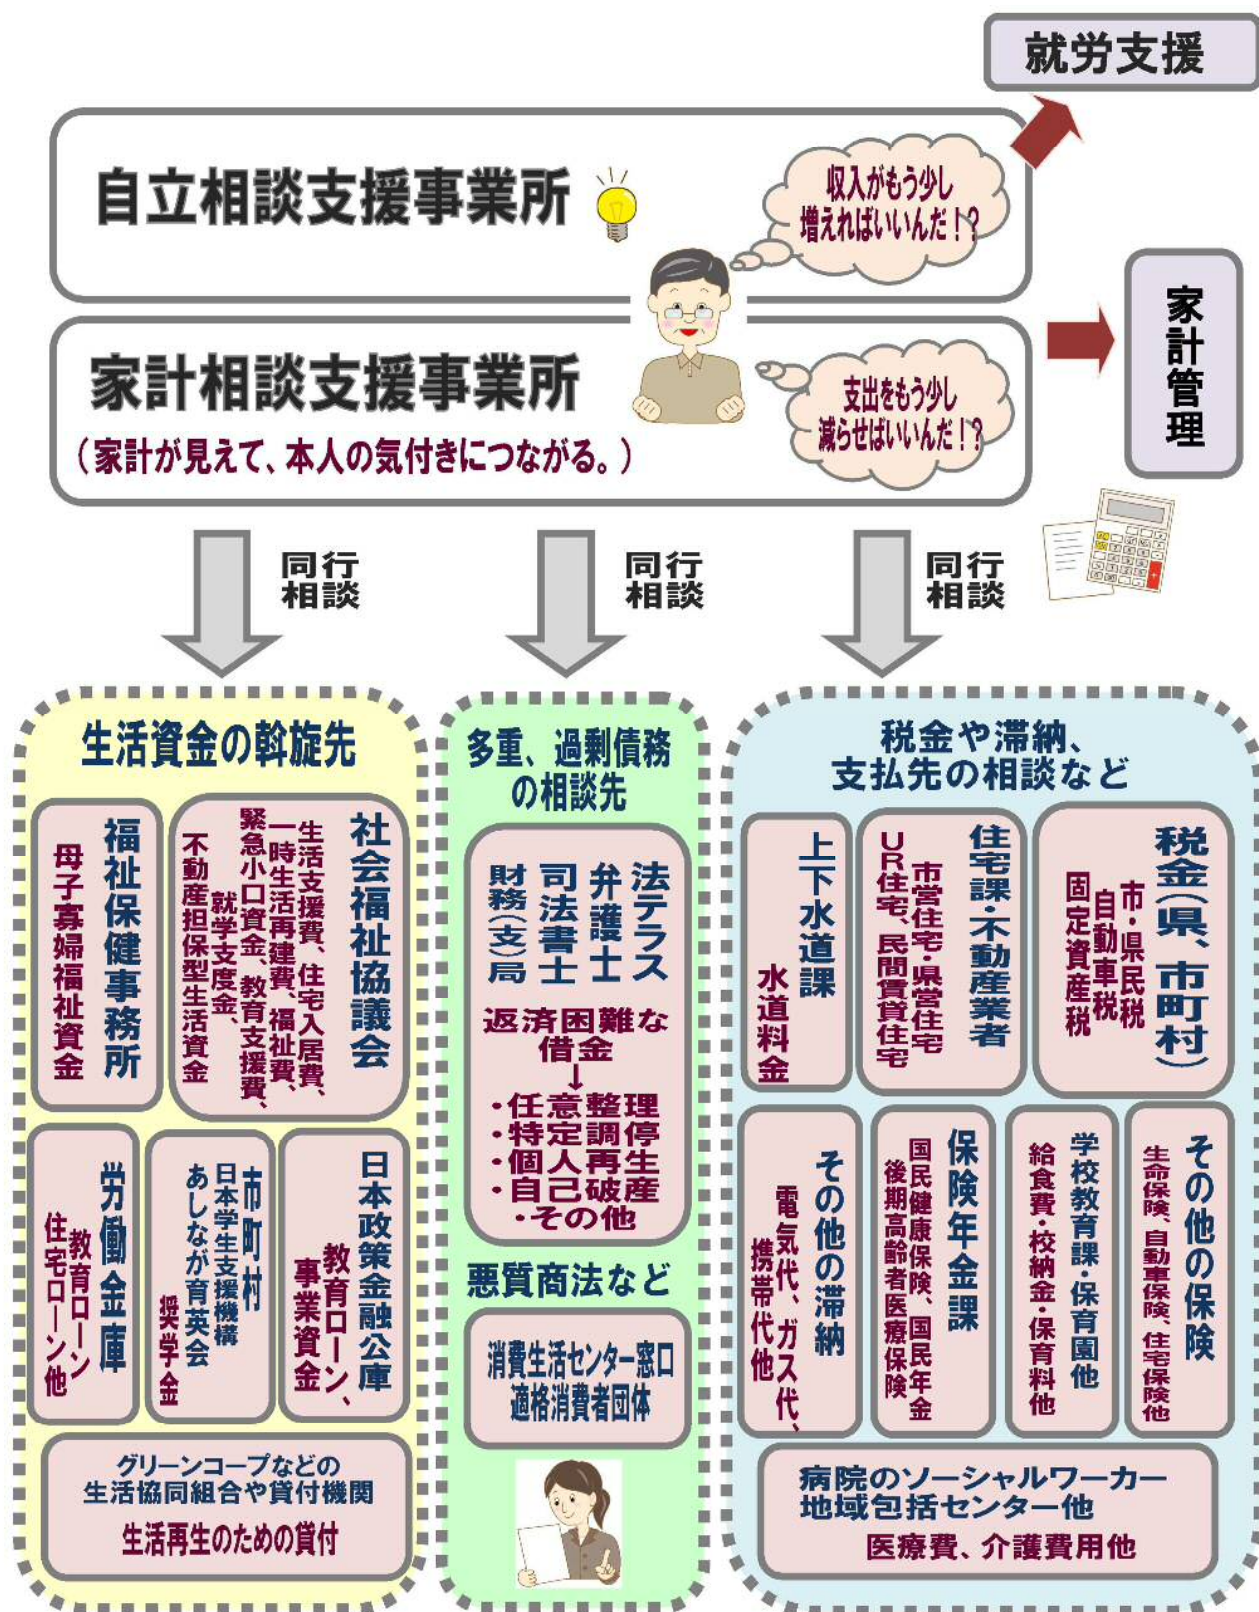 就労支援
自立相談支援事業所
収入がもう少し
増えればいいんだ！？
家計相談支援事業所
（家計が見えて、本人の気付きにつながる。）
支出をもう少し
減らせばいいんだ！？
家計管理
同行
相談
同行
相談
同行
相談
生活資金の斡旋先
社会福祉協議会
生活支援費、住宅入居費、
一時生活再建費、福祉費、
緊急小口資金、教育支援費、
就学支度金、
不動産担保型生活資金
福祉保健事務所
母子寡婦福祉資金
日本政策金融公庫
教育ローン、
事業資金
市町村
日本学生支援機構
あしなが育英会
奨学金
労働金庫
教育ローン
住宅ローン他
グリーンコープなどの
生活協同組合や貸付機関
生活再生のための貸付
多重、過剰債務
の相談先
法テラス
弁護士
司法書士
財務(支)局
返済困難な
借金
↓
・任意整理
・特定調停
・個人再生
・自己破産
・その他
悪質商法など
消費生活センター窓口
適格消費者団体
税金や滞納、
支払先の相談など
税金(県、市町村)
市・県民税
自動車税
固定資産税
住宅課・不動産業者
市営住宅・県営住宅
UR住宅、民間賃貸住宅
上下水道課
水道料金
その他の保険
生命保険、自動車保険、住宅保険他
学校教育課・保育園他
給食費・校納金・保育料他
保険年金課
国民健康保険、国民年金
後期高齢者医療保険
その他の滞納
電気代、ガス代、
携帯代他
病院のソーシャルワーカー
地域包括センター他
医療費、介護費用他